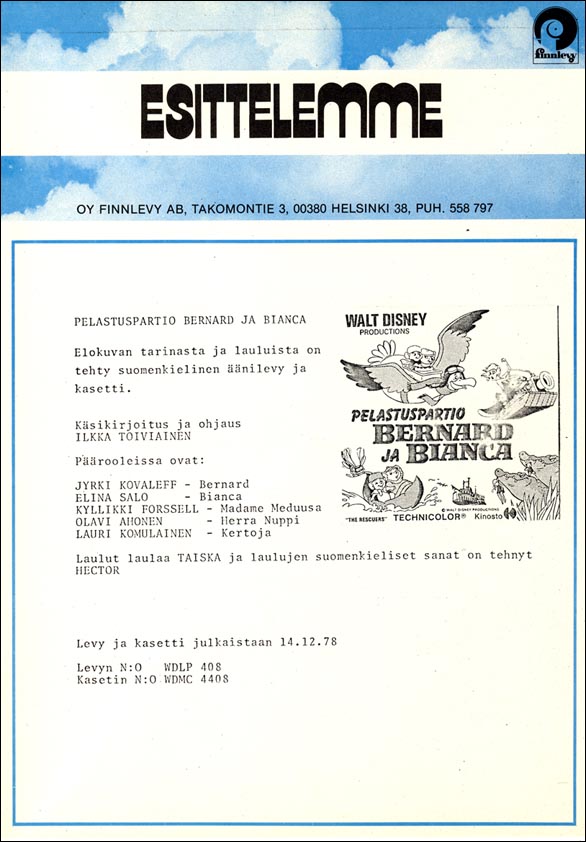 finnlevy
ESITTELEMME
OY FINNLEVY AB, TAKOMONTIE 3, 00380 HELSINKI 38, PUH. 558 797
PELASTUSPARTIO BERNARD JA BIANCA
Elokuvan tarinasta ja lauluista on
tehty suomenkielinen äänilevy ja
kasetti.
Käsikirjoitus ja ohjaus
ILKKA TOIVIAINEN
Päärooleissa ovat:
JYRKI KOVALEFF - Bernard
ELINA SALO - Bianca
KYLLIKKI FORSSELL - Madame Meduusa
OLAVI AHONEN - Herra Nuppi
LAURI KOMULAINEN - Kertoja
WALT DISNEY
PRODUCTIONS
PELASTUSPARTIO
BERNARD
JA BIANCA
© WALT DISNEY PRODUCTIONS
"THE RESCUERS" TECHNICOLOR® Kinosto
Laulut laulaa TAISKA ja laulujen suomenkieliset sanat on tehnyt
HECTOR
Levy ja kasetti julkaistaan 14.12.78
Levyn N:O WDLP 408
Kasetin N:O WDMC 4408